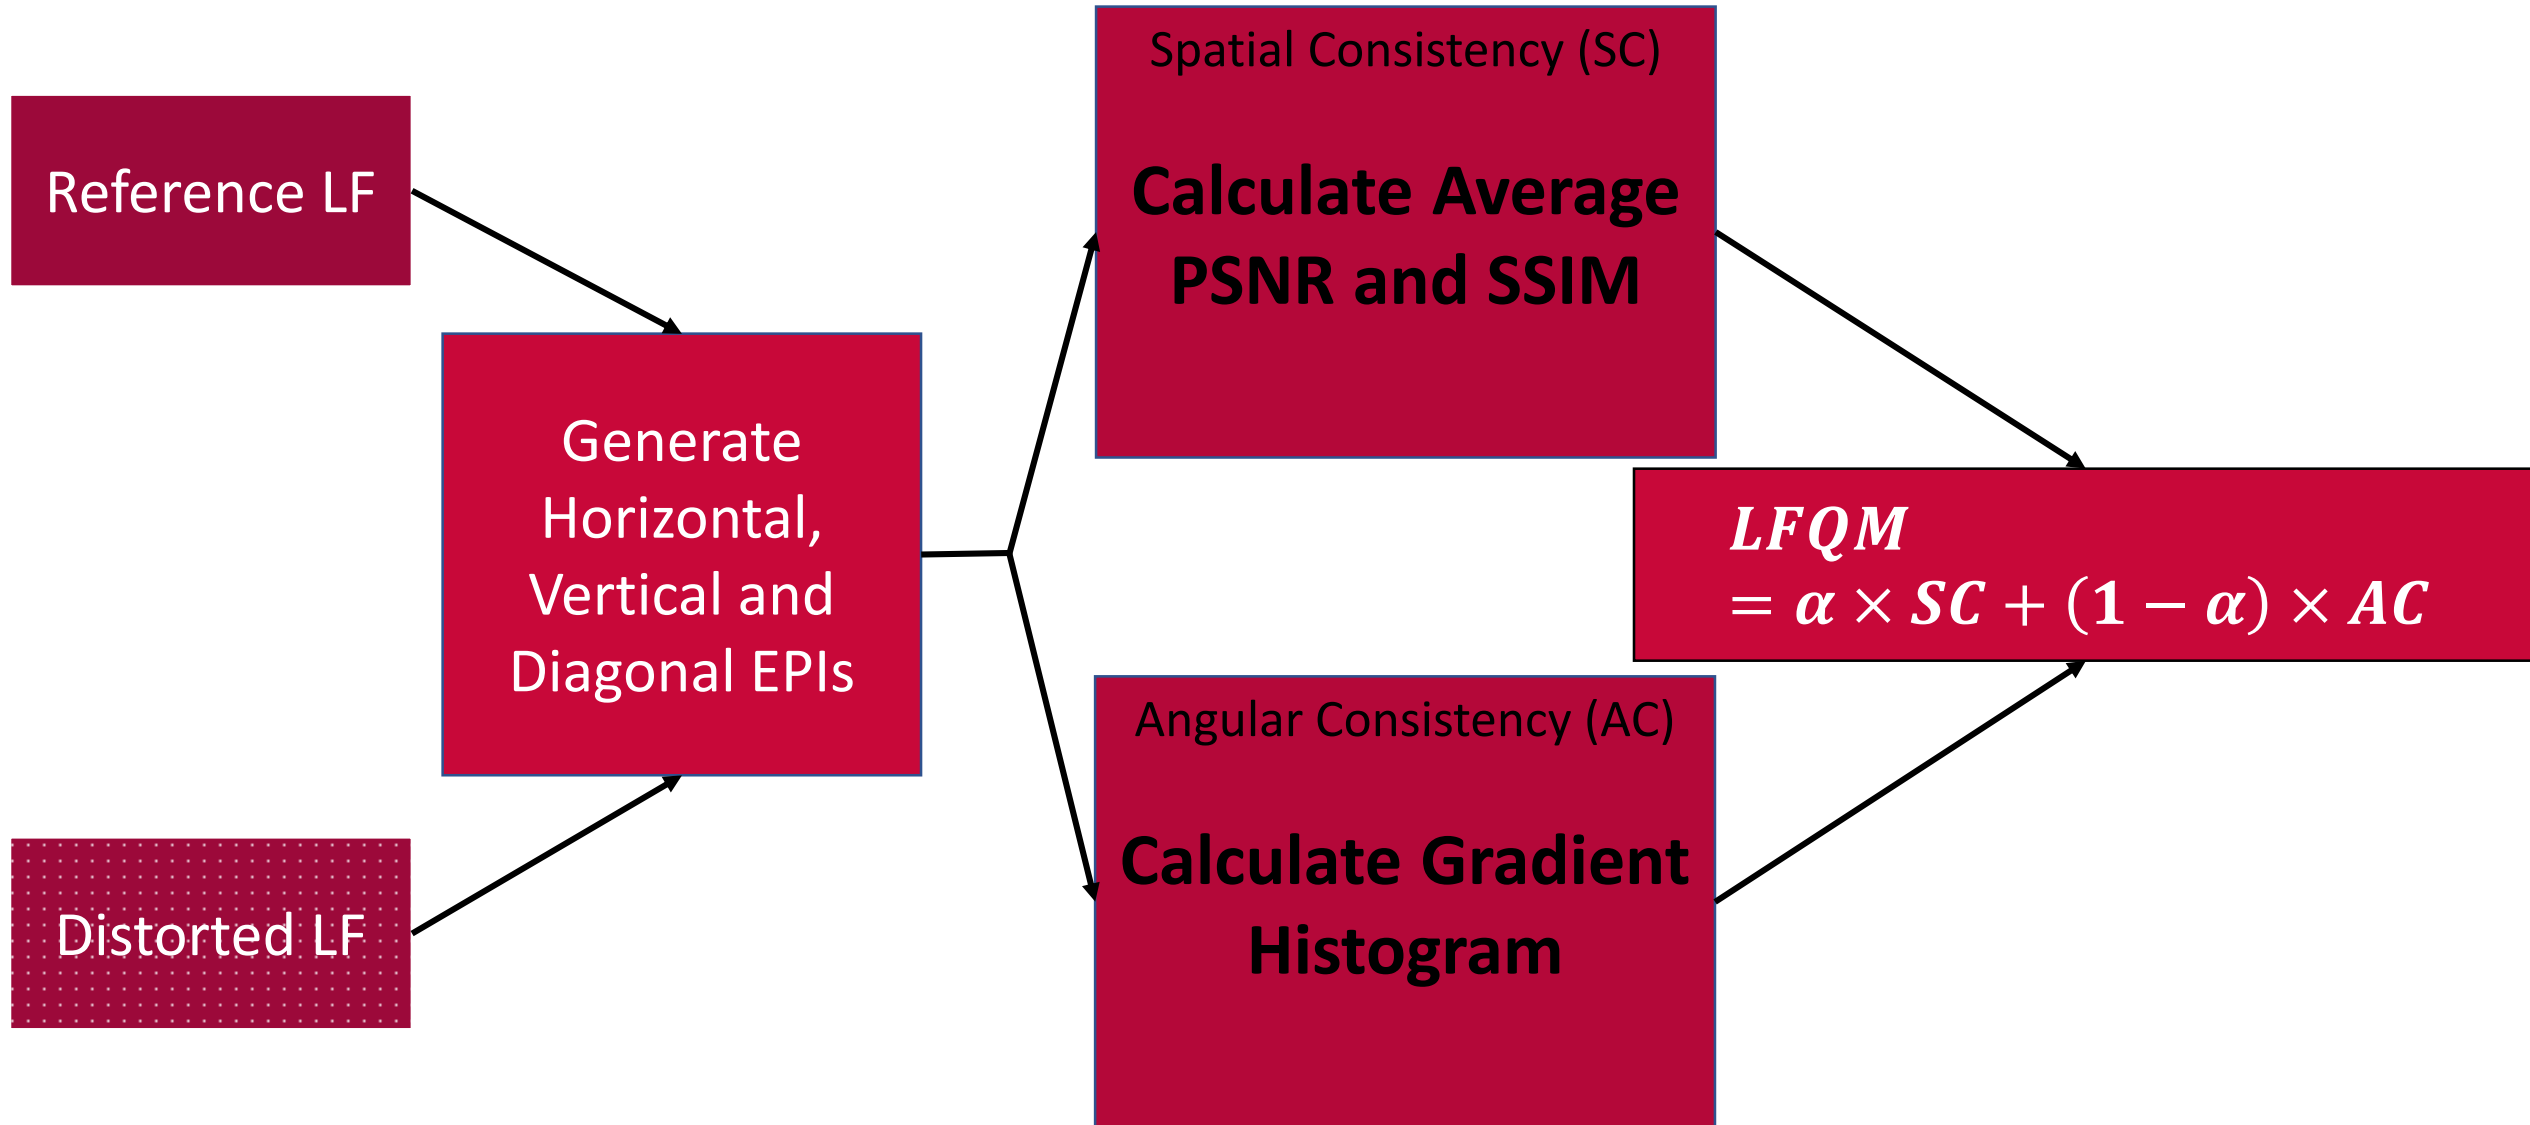 Reference LF
Distorted LF
Generate
Horizontal,
Vertical and
Diagonal EPIs
Spatial Consistency (SC)
Calculate Average
PSNR and SSIM
Angular Consistency (AC)
Calculate Gradient
Histogram
LFQM
= α × SC + (1 − α) × AC